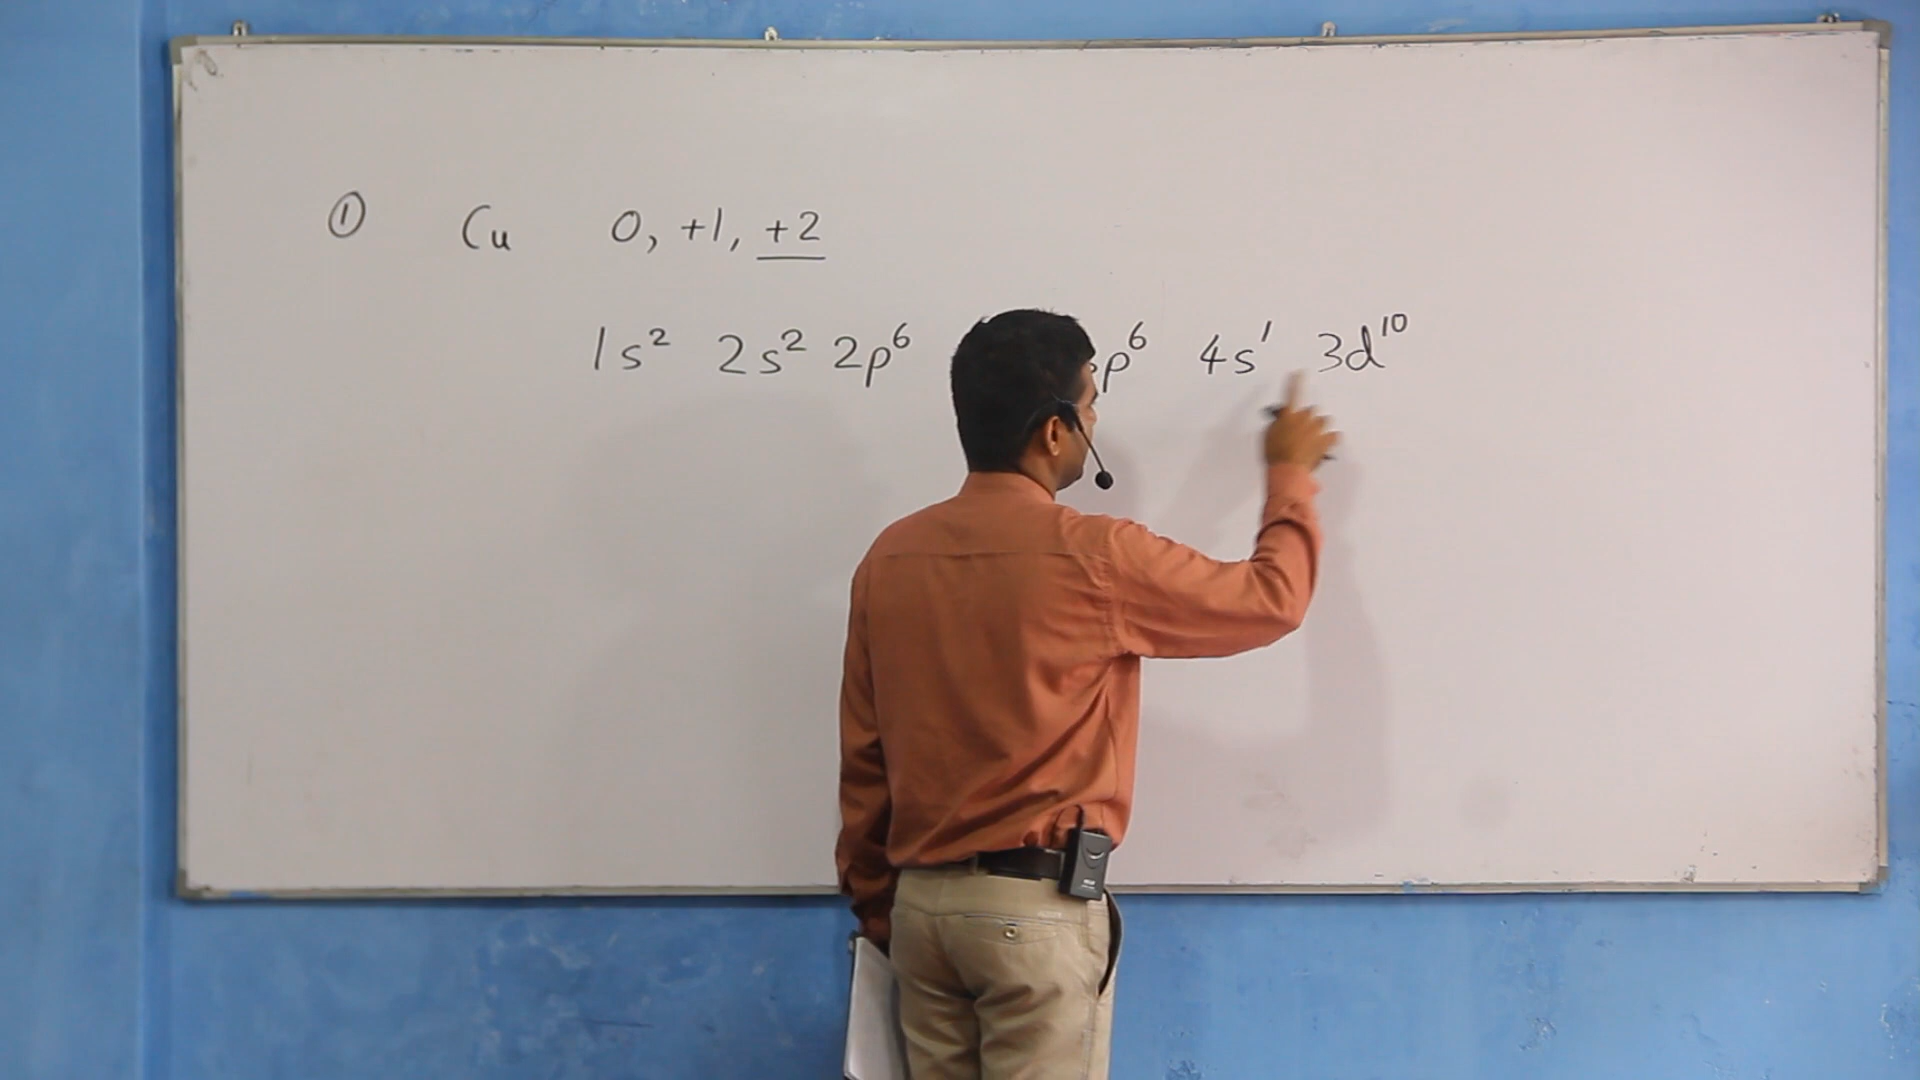 ① Cu 0, +1, +2
1s² 2s² 2p⁶ p⁶ 4s¹ 3d¹⁰